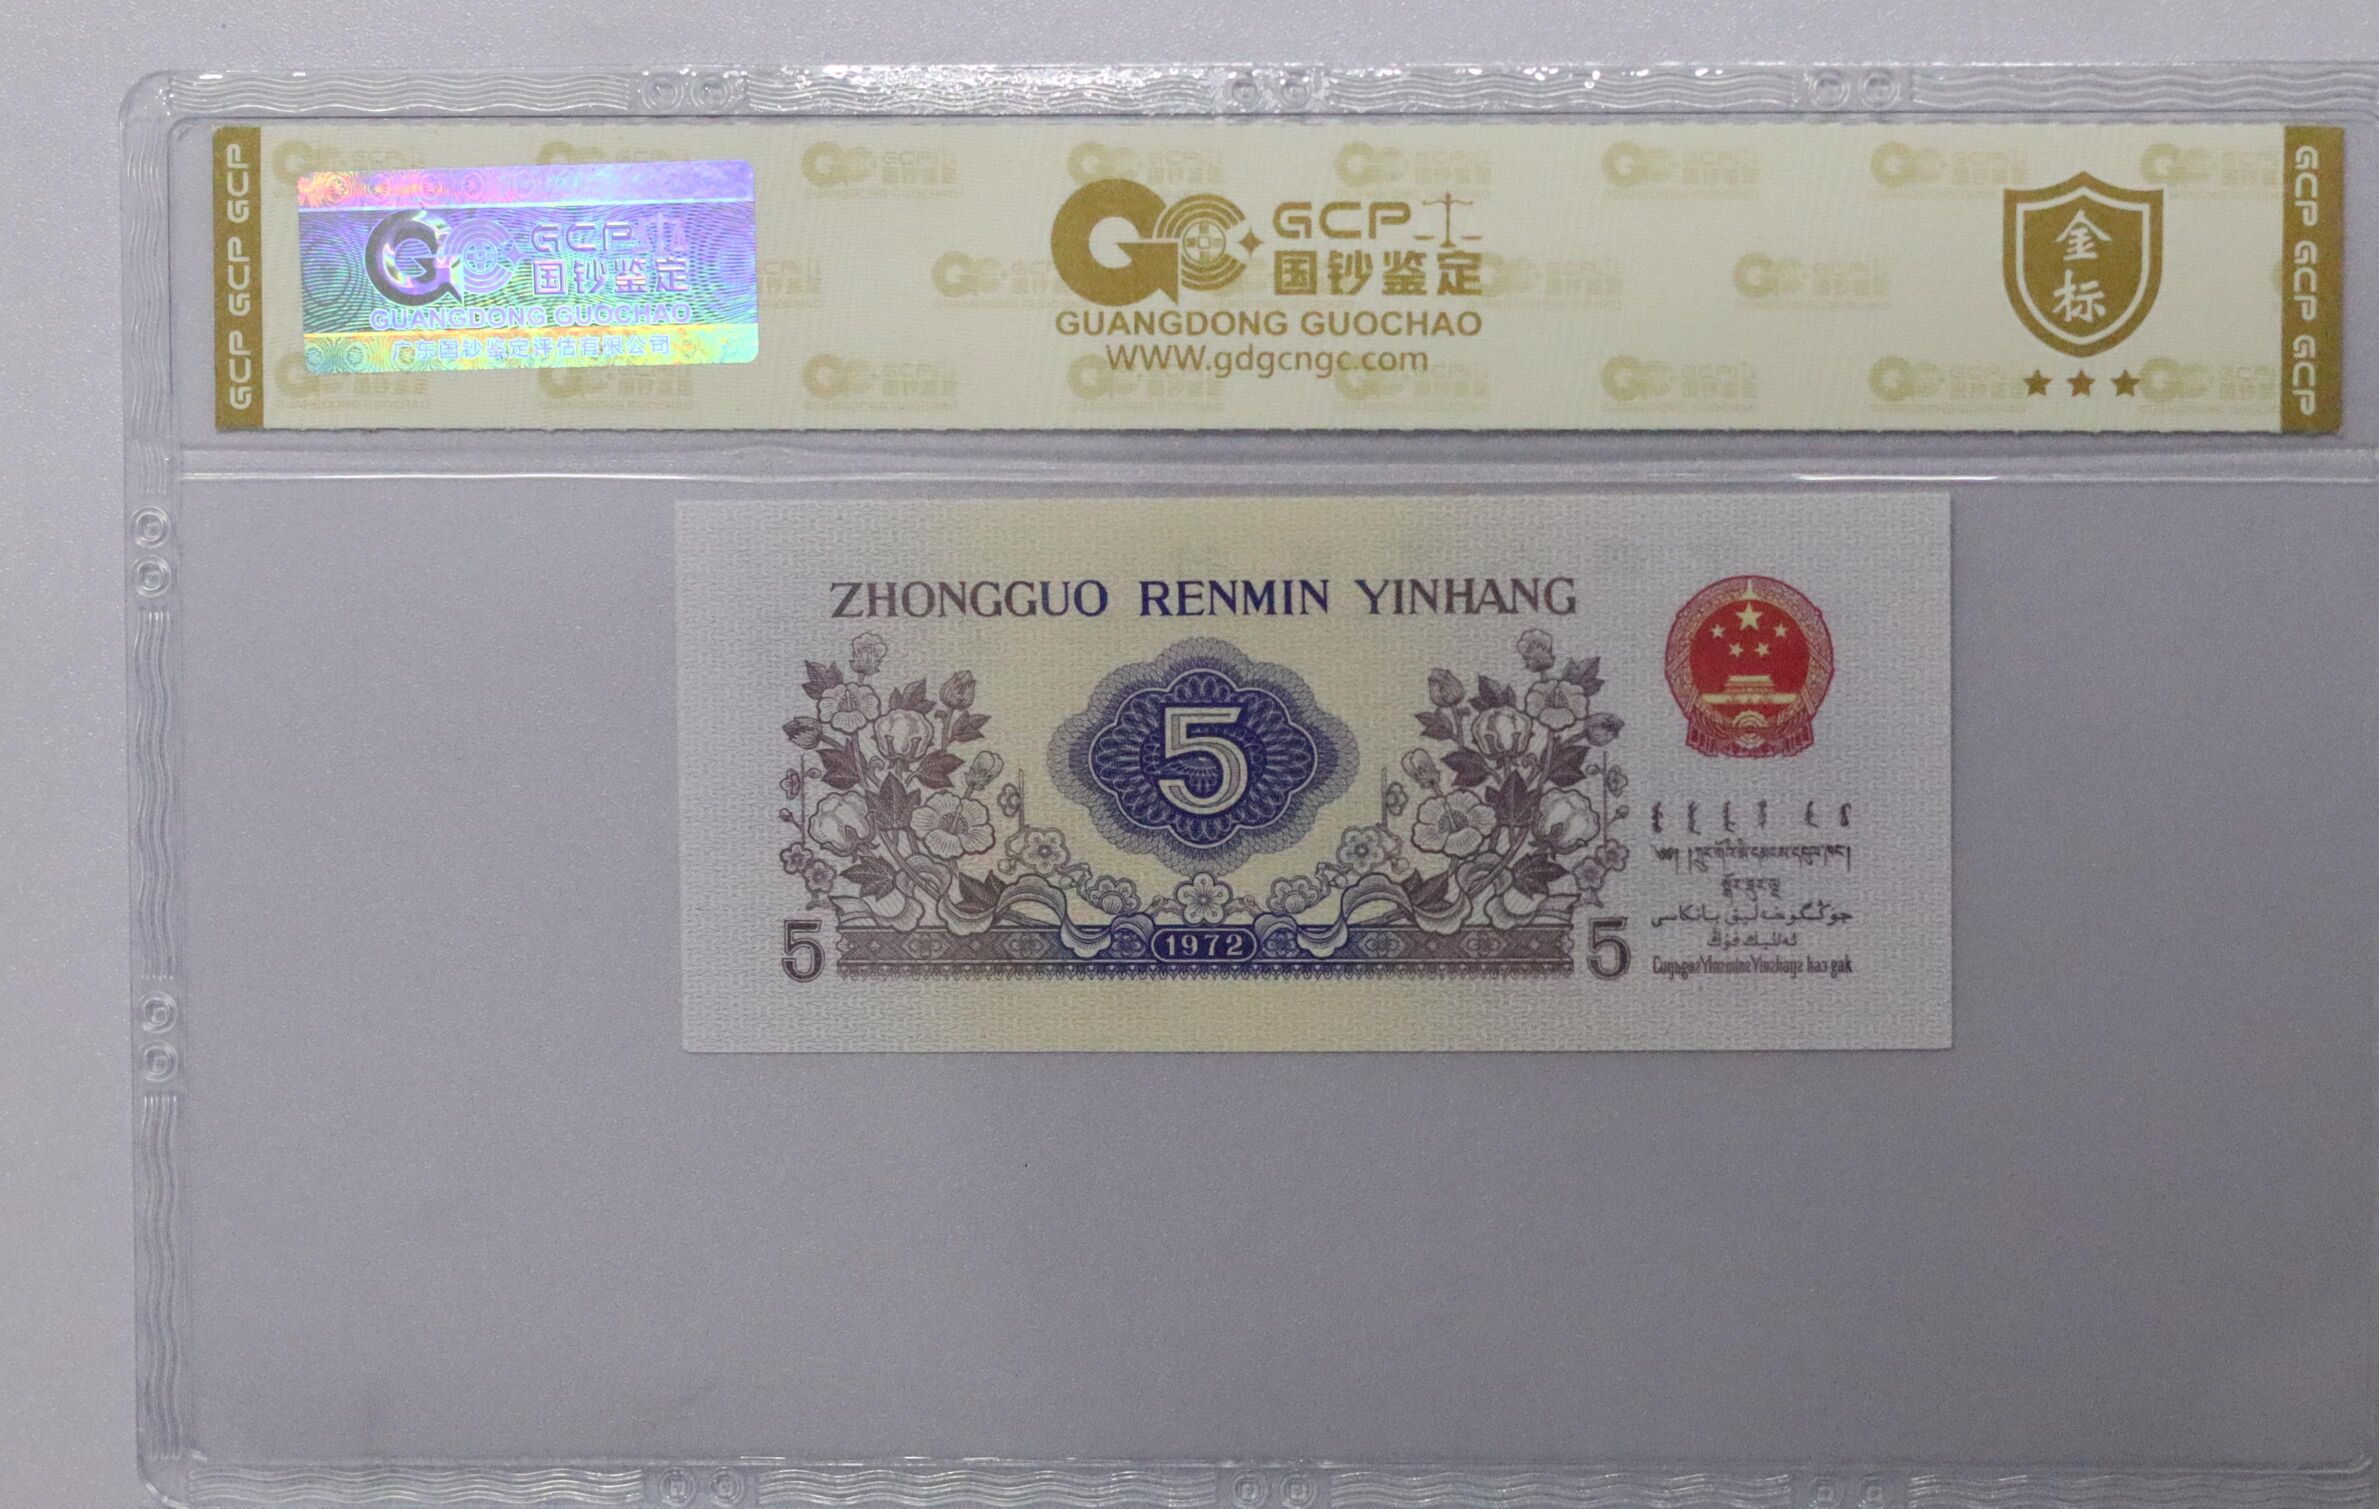 GCP GCP GCP
GCP
国钞鉴定
GUANGDONG GUOCHAO
广东国钞鉴定评估有限公司
GCP
国钞鉴定
GUANGDONG GUOCHAO
WWW.gdgcngc.com
金
标
GCP GCP GCP
ZHONGGUO RENMIN YINHANG
5
5
1972
5